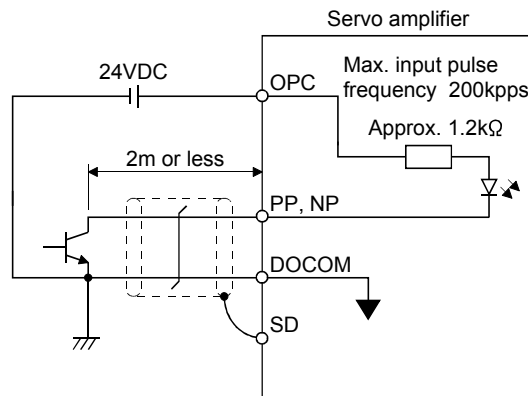 Servo amplifier
24VDC
OPC
Max. input pulse
frequency 200kpps
Approx. 1.2kΩ
2m or less
PP, NP
DOCOM
SD